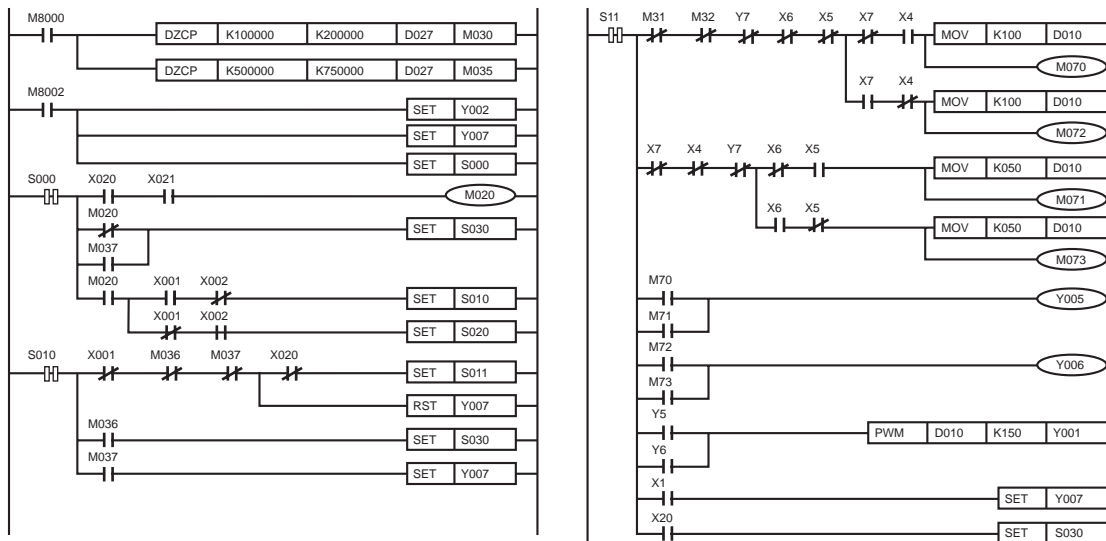 M8000
DZCP K100000 K200000 D027 M030
DZCP K500000 K750000 D027 M035
M8002
SET Y002
SET Y007
SET S000
S000 X020 X021
M020
M020
SET S030
M037
M020 X001 X002
SET S010
X001 X002
SET S020
S010 X001 M036 M037 X020
SET S011
RST Y007
M036
SET S030
M037
SET Y007
S11 M31 M32 Y7 X6 X5 X7 X4
MOV K100 D010
M070
X7 X4
MOV K100 D010
M072
X7 X4 Y7 X6 X5
MOV K050 D010
M071
X6 X5
MOV K050 D010
M073
M70
Y005
M71
M72
Y006
M73
Y5
PWM D010 K150 Y001
Y6
X1
SET Y007
X20
SET S030